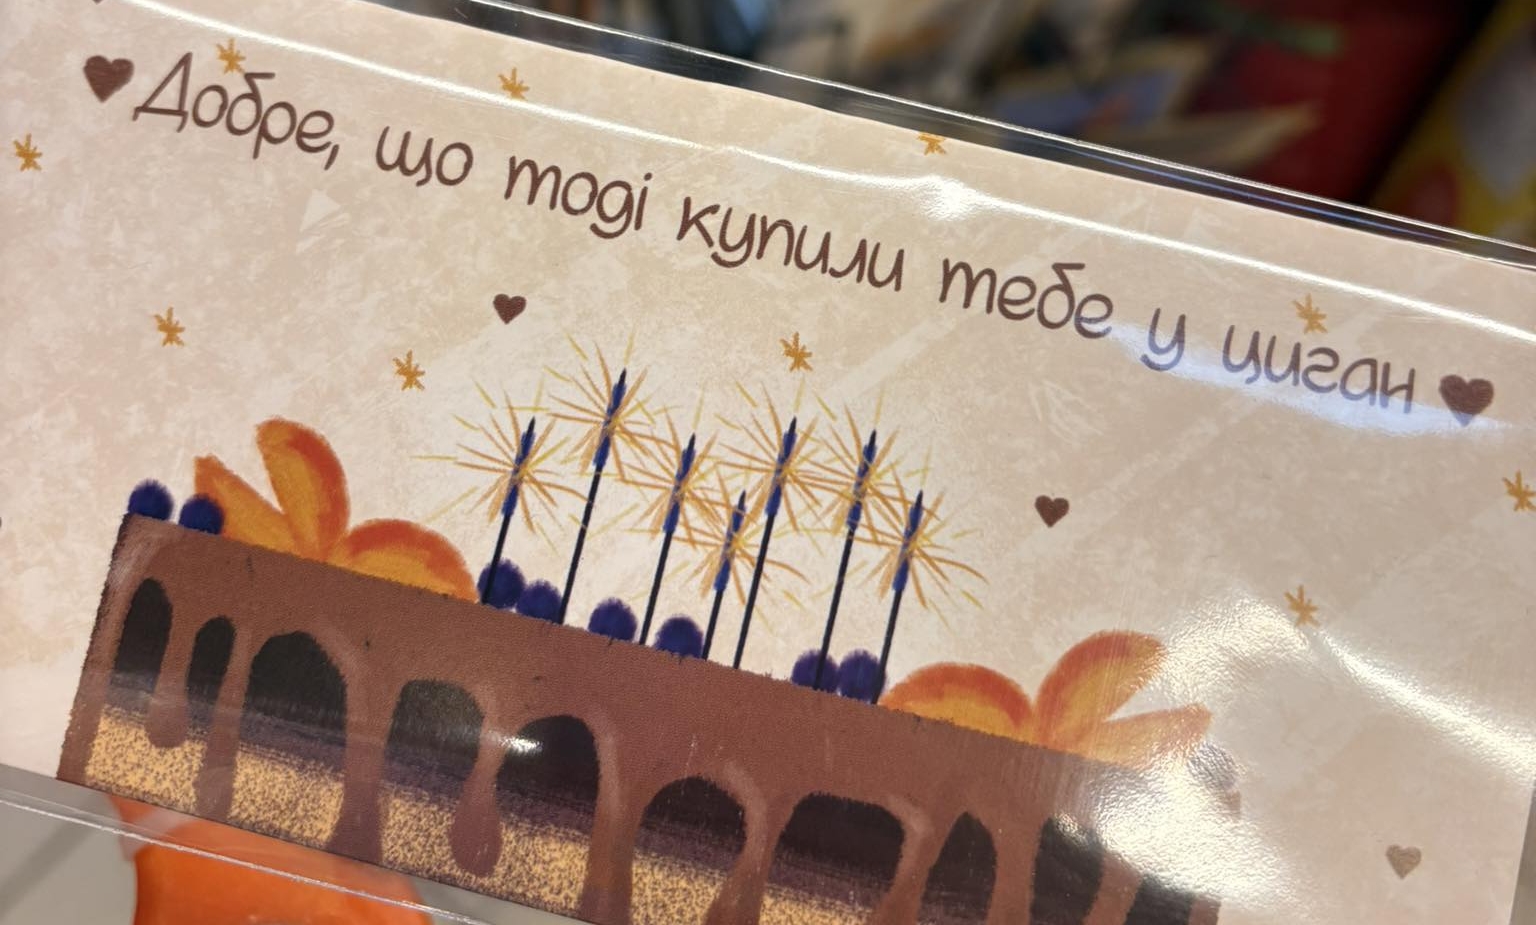 Добре, що тоді купили тебе у циган